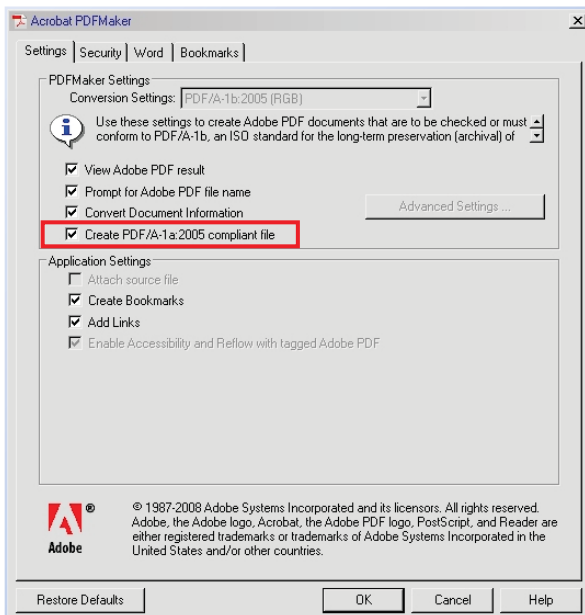 Acrobat PDFMaker
Settings Security Word Bookmarks
PDFMaker Settings
Conversion Settings: PDF/A-1b:2005 (RGB)
Use these settings to create Adobe PDF documents that are to be checked or must
conform to PDF/A-1b, an ISO standard for the long-term preservation (archival) of
View Adobe PDF result
Prompt for Adobe PDF file name
Convert Document Information
Advanced Settings ...
Create PDF/A-1a:2005 compliant file
Application Settings
Attach source file
Create Bookmarks
Add Links
Enable Accessibility and Reflow with tagged Adobe PDF
® © 1987-2008 Adobe Systems Incorporated and its licensors. All rights reserved.
Adobe, the Adobe logo, Acrobat, the Adobe PDF logo, PostScript, and Reader are
either registered trademarks or trademarks of Adobe Systems Incorporated in the
United States and/or other countries.
Adobe
Restore Defaults OK Cancel Help